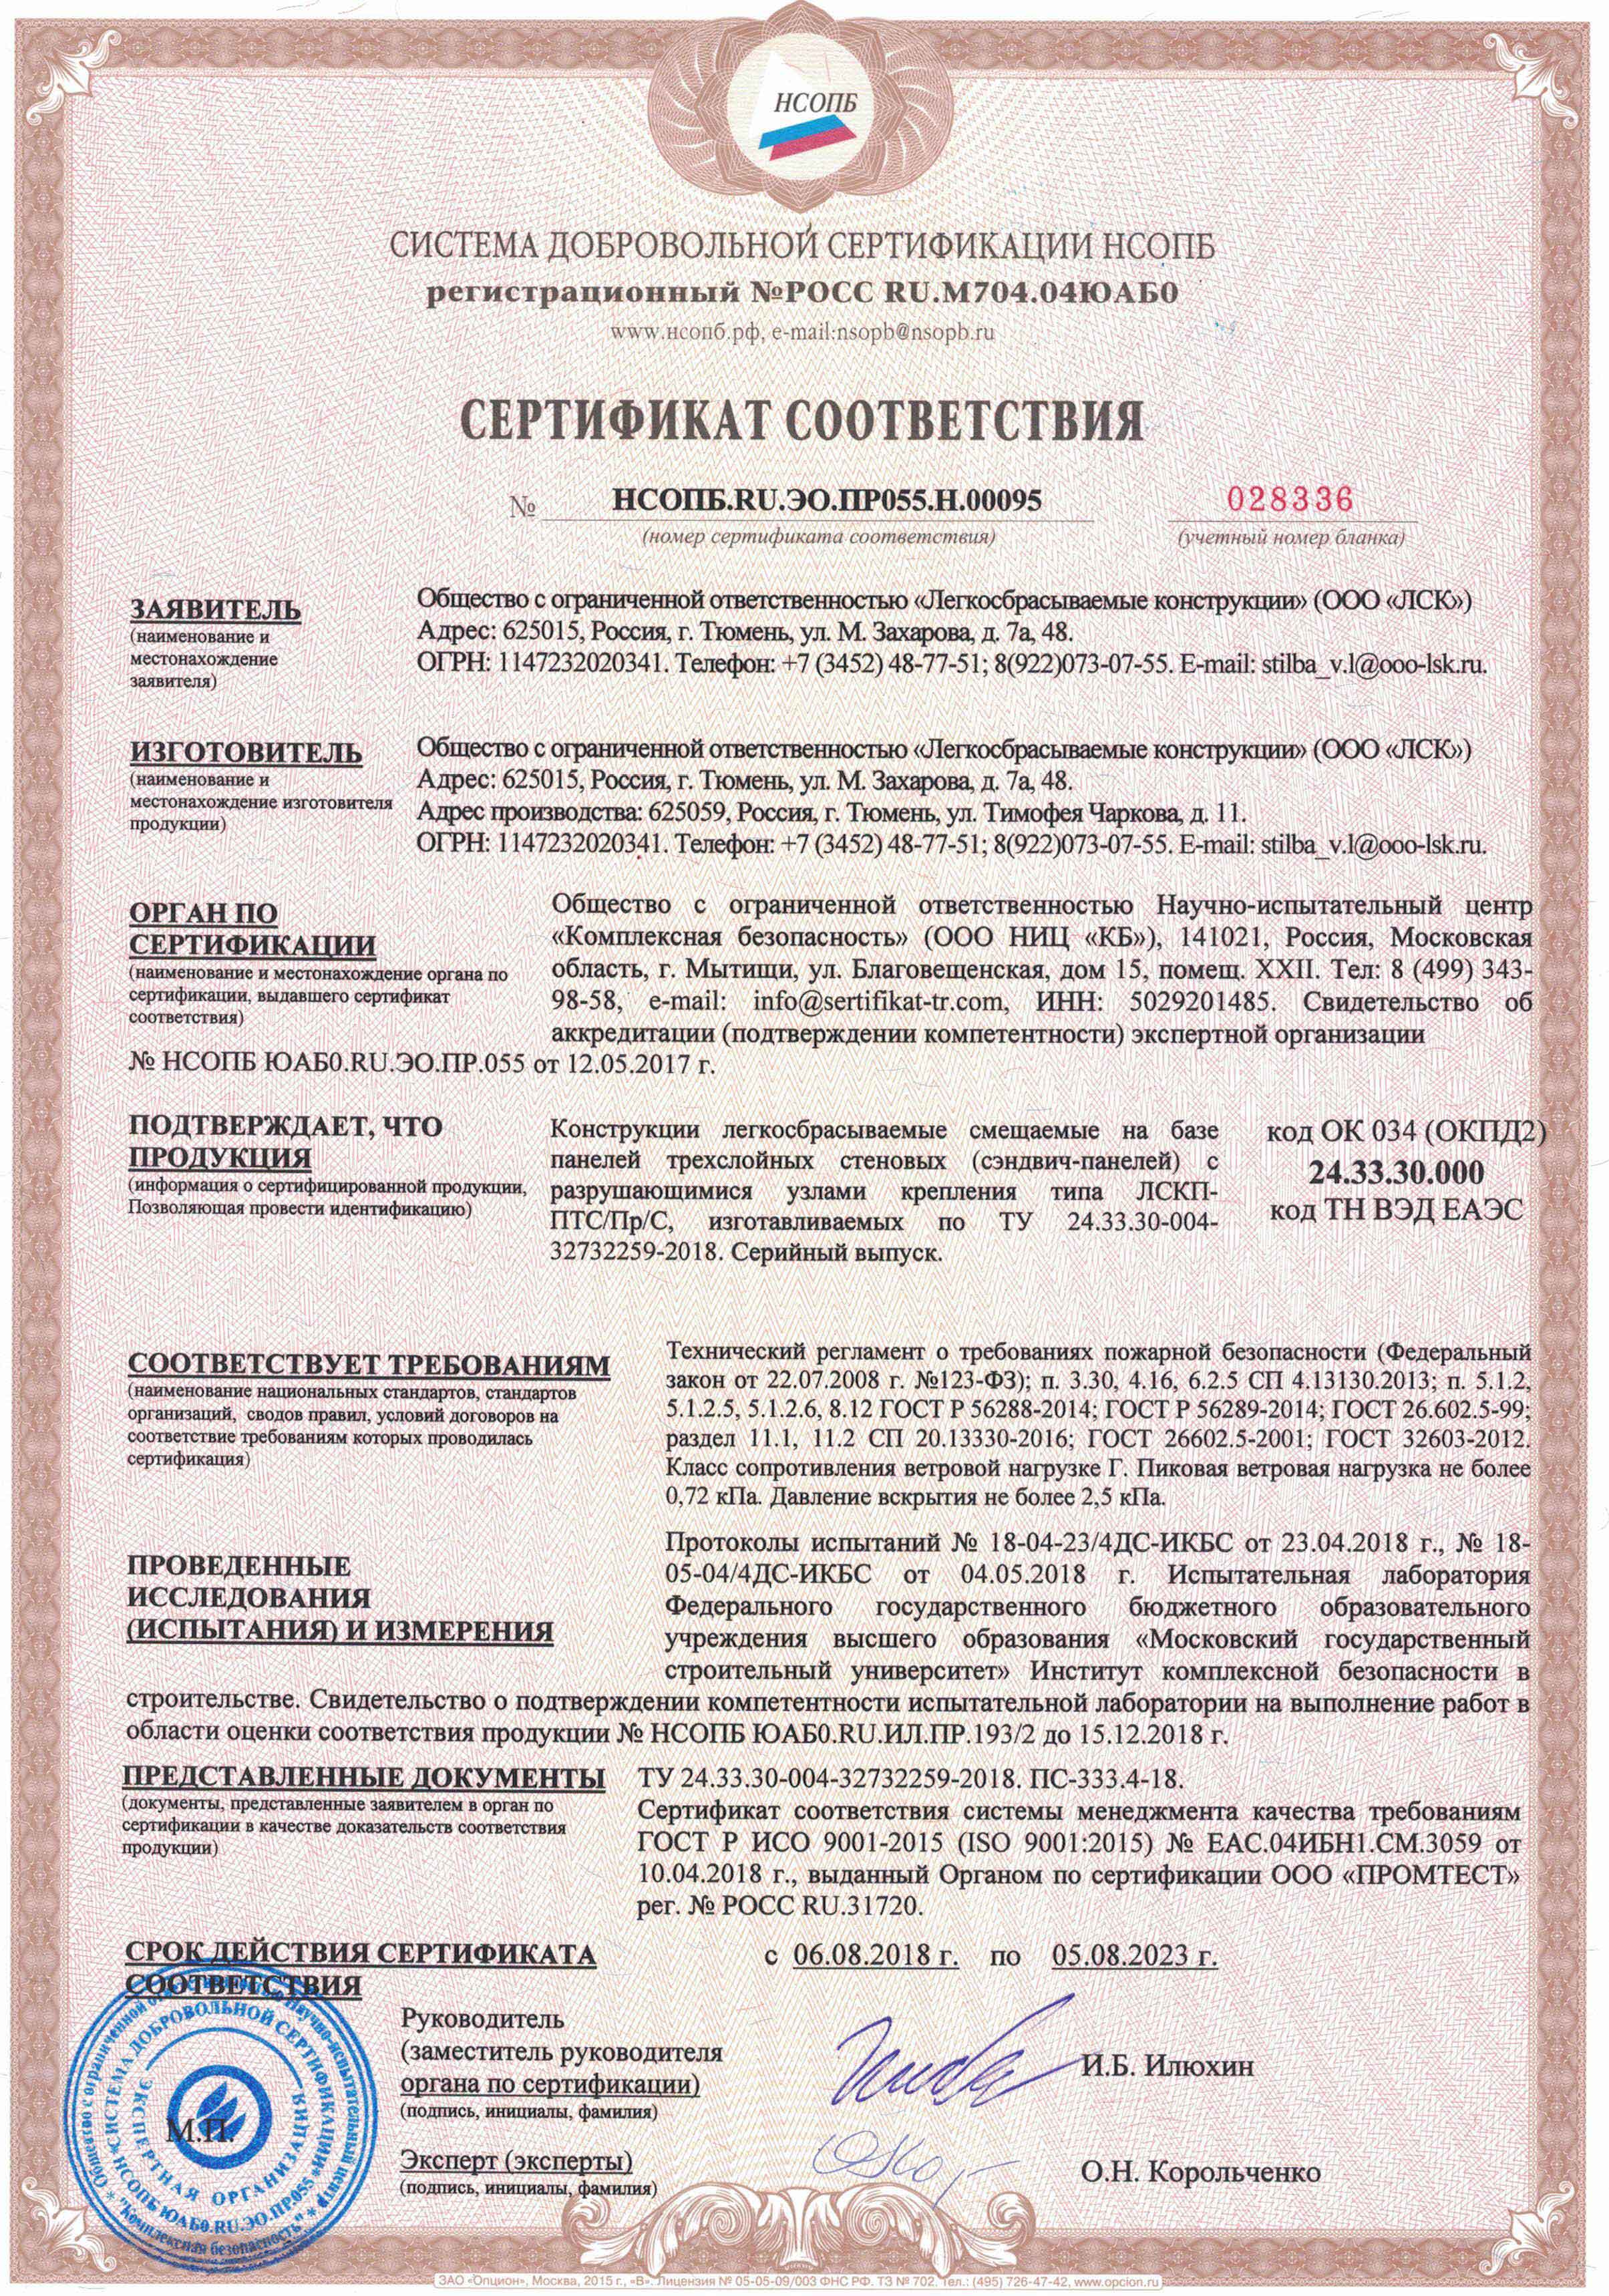 НСОПБ
СИСТЕМА ДОБРОВОЛЬНОЙ СЕРТИФИКАЦИИ НСОПБ
регистрационный №РОСС RU.М704.04ЮАБ0
www.нсопб.рф, e-mail:nsopb@nsopb.ru
СЕРТИФИКАТ СООТВЕТСТВИЯ
№ НСОПБ.RU.ЭО.ПР055.Н.00095 028336
(номер сертификата соответствия) (учетный номер бланка)
ЗАЯВИТЕЛЬ
(наименование и
местонахождение
заявителя)
Общество с ограниченной ответственностью «Легкосбрасываемые конструкции» (ООО «ЛСК»)
Адрес: 625015, Россия, г. Тюмень, ул. М. Захарова, д. 7а, 48.
ОГРН: 1147232020341. Телефон: +7 (3452) 48-77-51; 8(922)073-07-55. E-mail: stilba_v.l@ooo-lsk.ru.
ИЗГОТОВИТЕЛЬ
(наименование и
местонахождение изготовителя
продукции)
Общество с ограниченной ответственностью «Легкосбрасываемые конструкции» (ООО «ЛСК»)
Адрес: 625015, Россия, г. Тюмень, ул. М. Захарова, д. 7а, 48.
Адрес производства: 625059, Россия, г. Тюмень, ул. Тимофея Чаркова, д. 11.
ОГРН: 1147232020341. Телефон: +7 (3452) 48-77-51; 8(922)073-07-55. E-mail: stilba_v.l@ooo-lsk.ru.
ОРГАН ПО
СЕРТИФИКАЦИИ
(наименование и местонахождение органа по
сертификации, выдавшего сертификат
соответствия)
Общество с ограниченной ответственностью Научно-испытательный центр
«Комплексная безопасность» (ООО НИЦ «КБ»), 141021, Россия, Московская
область, г. Мытищи, ул. Благовещенская, дом 15, помещ. XXII. Тел: 8 (499) 343-
98-58, e-mail: info@sertifikat-tr.com, ИНН: 5029201485. Свидетельство об
аккредитации (подтверждении компетентности) экспертной организации
№ НСОПБ ЮАБ0.RU.ЭО.ПР.055 от 12.05.2017 г.
ПОДТВЕРЖДАЕТ, ЧТО
ПРОДУКЦИЯ
(информация о сертифицированной продукции,
Позволяющая провести идентификацию)
Конструкции легкосбрасываемые смещаемые на базе
панелей трехслойных стеновых (сэндвич-панелей) с
разрушающимися узлами крепления типа ЛСКП-
ПТС/Пр/С, изготавливаемых по ТУ 24.33.30-004-
32732259-2018. Серийный выпуск.
код ОК 034 (ОКПД2)
24.33.30.000
код ТН ВЭД ЕАЭС
СООТВЕТСТВУЕТ ТРЕБОВАНИЯМ
(наименование национальных стандартов, стандартов
организаций, сводов правил, условий договоров на
соответствие требованиям которых проводилась
сертификация)
Технический регламент о требованиях пожарной безопасности (Федеральный
закон от 22.07.2008 г. №123-ФЗ); п. 3.30, 4.16, 6.2.5 СП 4.13130.2013; п. 5.1.2,
5.1.2.5, 5.1.2.6, 8.12 ГОСТ Р 56288-2014; ГОСТ Р 56289-2014; ГОСТ 26.602.5-99;
раздел 11.1, 11.2 СП 20.13330-2016; ГОСТ 26602.5-2001; ГОСТ 32603-2012.
Класс сопротивления ветровой нагрузке Г. Пиковая ветровая нагрузка не более
0,72 кПа. Давление вскрытия не более 2,5 кПа.
ПРОВЕДЕННЫЕ
ИССЛЕДОВАНИЯ
(ИСПЫТАНИЯ) И ИЗМЕРЕНИЯ
Протоколы испытаний № 18-04-23/4ДС-ИКБС от 23.04.2018 г., № 18-
05-04/4ДС-ИКБС от 04.05.2018 г. Испытательная лаборатория
Федерального государственного бюджетного образовательного
учреждения высшего образования «Московский государственный
строительный университет» Институт комплексной безопасности в
строительстве. Свидетельство о подтверждении компетентности испытательной лаборатории на выполнение работ в
области оценки соответствия продукции № НСОПБ ЮАБ0.RU.ИЛ.ПР.193/2 до 15.12.2018 г.
ПРЕДСТАВЛЕННЫЕ ДОКУМЕНТЫ
(документы, представленные заявителем в орган по
сертификации в качестве доказательств соответствия
продукции)
ТУ 24.33.30-004-32732259-2018. ПС-333.4-18.
Сертификат соответствия системы менеджмента качества требованиям
ГОСТ Р ИСО 9001-2015 (ISO 9001:2015) № ЕАС.04ИБН1.СМ.3059 от
10.04.2018 г., выданный Органом по сертификации ООО «ПРОМТЕСТ»
рег. № РОСС RU.31720.
СРОК ДЕЙСТВИЯ СЕРТИФИКАТА
СООТВЕТСТВИЯ
с 06.08.2018 г. по 05.08.2023 г.
Руководитель
(заместитель руководителя
органа по сертификации)
(подпись, инициалы, фамилия)
И.Б. Илюхин
М.П.
Общество с ограниченной ответственностью Научно-испытательный центр * "Комплексная безопасность" *
«СИСТЕМА ДОБРОВОЛЬНОЙ СЕРТИФИКАЦИИ» * НСОПБ ЮАБ0.RU.ЭО.ПР.055 *
ЭКСПЕРТНАЯ ОРГАНИЗАЦИЯ
Эксперт (эксперты)
(подпись, инициалы, фамилия)
О.Н. Корольченко
ЗАО «Опцион», Москва, 2015 г., «В». Лицензия № 05-05-09/003 ФНС РФ. ТЗ № 702. Тел.: (495) 726-47-42, www.opcion.ru